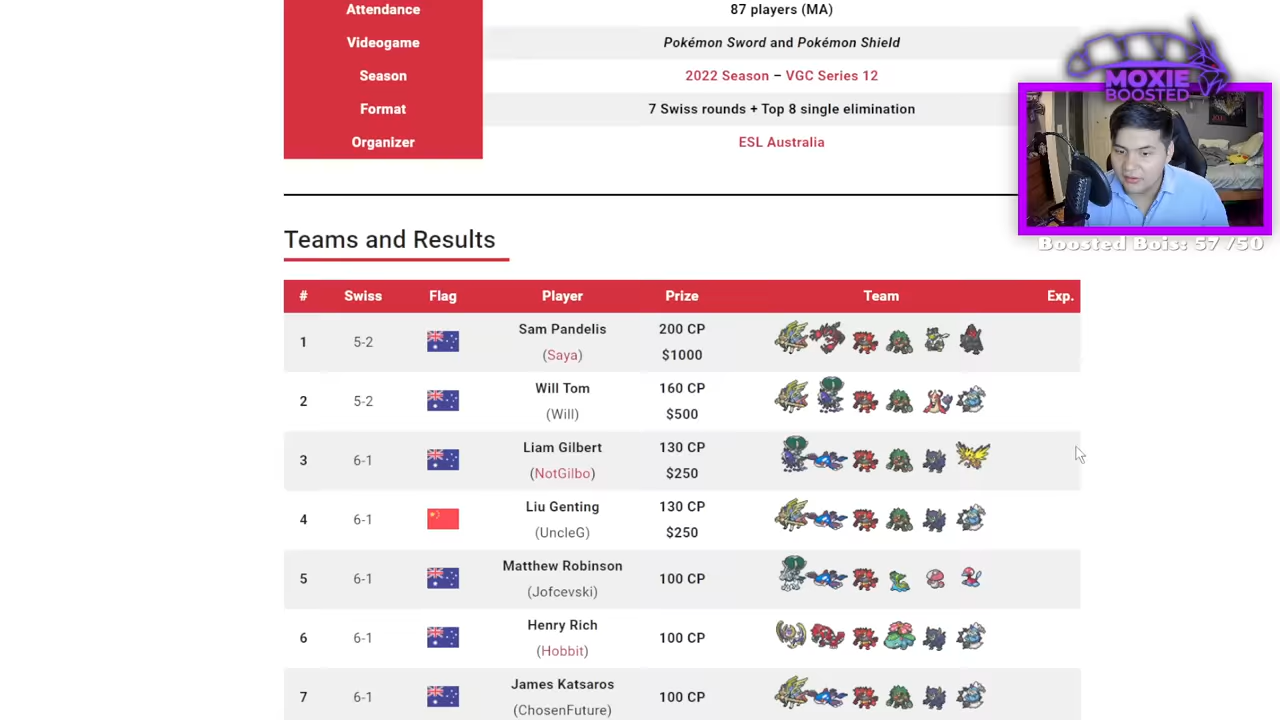 Attendance 87 players (MA)
Videogame Pokémon Sword and Pokémon Shield
Season 2022 Season – VGC Series 12
Format 7 Swiss rounds + Top 8 single elimination
Organizer ESL Australia
MOXIE
BOOSTED
Boosted Bois: 57 /50
Teams and Results
# Swiss Flag Player Prize Team Exp.
1 5-2 Sam Pandelis (Saya) 200 CP $1000
2 5-2 Will Tom (Will) 160 CP $500
3 6-1 Liam Gilbert (NotGilbo) 130 CP $250
4 6-1 Liu Genting (UncleG) 130 CP $250
5 6-1 Matthew Robinson (Jofcevski) 100 CP
6 6-1 Henry Rich (Hobbit) 100 CP
7 6-1 James Katsaros (ChosenFuture) 100 CP